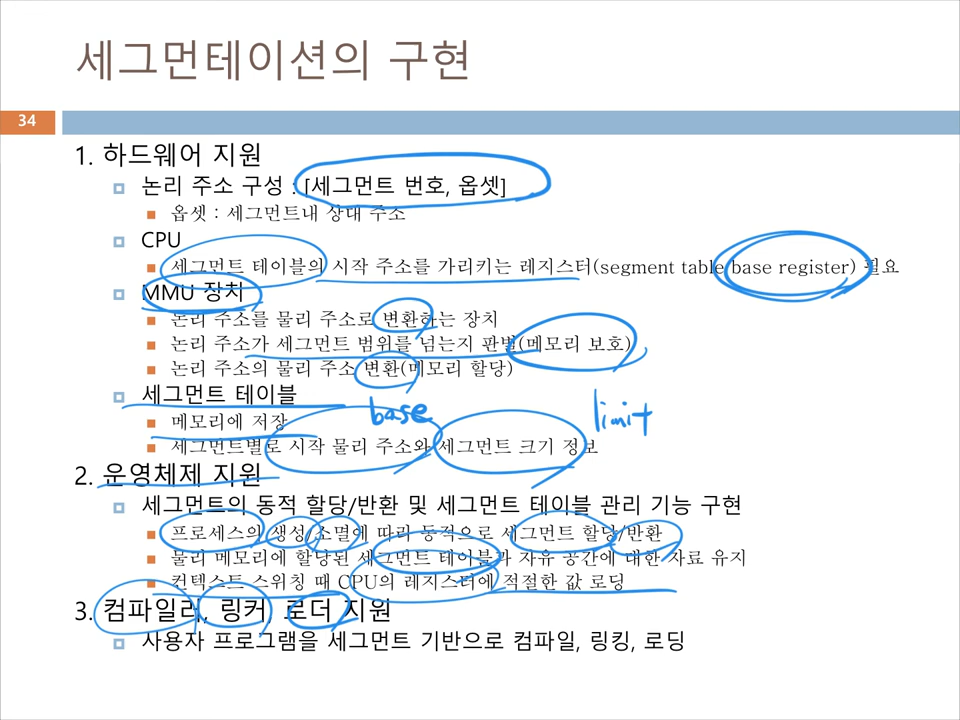 세그먼테이션의 구현
34
1. 하드웨어 지원
논리 주소 구성 : [세그먼트 번호, 옵셋]
옵셋 : 세그먼트내 상대 주소
CPU
세그먼트 테이블의 시작 주소를 가리키는 레지스터(segment table base register) 필요
MMU 장치
논리 주소를 물리 주소로 변환하는 장치
논리 주소가 세그먼트 범위를 넘는지 판별(메모리 보호)
논리 주소의 물리 주소 변환(메모리 할당)
세그먼트 테이블
base
limit
메모리에 저장
세그먼트별로 시작 물리 주소와 세그먼트 크기 정보
2. 운영체제 지원
세그먼트의 동적 할당/반환 및 세그먼트 테이블 관리 기능 구현
프로세스의 생성/소멸에 따라 동적으로 세그먼트 할당/반환
물리 메모리에 할당된 세그먼트 테이블과 자유 공간에 대한 자료 유지
컨텍스트 스위칭 때 CPU의 레지스터에 적절한 값 로딩
3. 컴파일러, 링커, 로더 지원
사용자 프로그램을 세그먼트 기반으로 컴파일, 링킹, 로딩